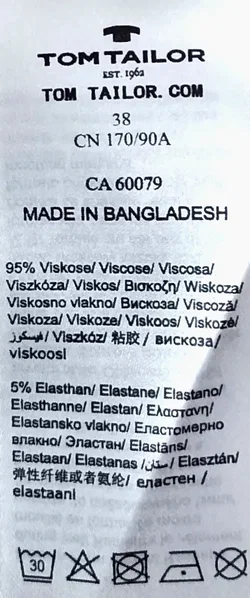 TOM TAILOR
EST. 1962
TOM TAILOR.COM
38
CN 170/90A
CA 60079
MADE IN BANGLADESH
95% Viskose/ Viscose/ Viscosa/
Viszkóza/ Viskos/ Βισκοζη/ Wiskoza/
Viskosno vlakno/ Вискоза/ Viscoză/
Viskoza/ Viskoze/ Viskoos/ Viskozė/
فيسكوز/ Viszkóz/ 粘胶 / вискоза/
viskoosi
5% Elasthan/ Elastane/ Elastano/
Elasthanne/ Elastan/ Ελαστανη/
Elastansko vlakno/ Еластомерно
влакно/ Эластан/ Elastāns/
Elastaan/ Elastanas / / Elasztán/
弹性纤维或者氨纶/ еластен /
elastaani
30